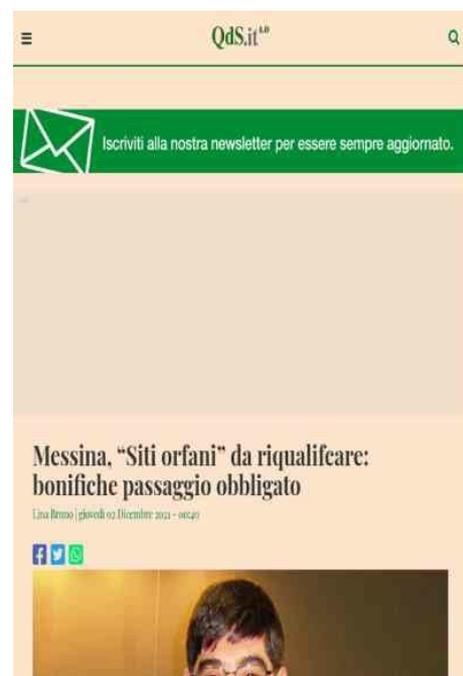 QdS.it
Iscriviti alla nostra newsletter per essere sempre aggiornato.
Messina, “Siti orfani” da riqualifcare:
bonifiche passaggio obbligato
Lina Bruno | giovedì 02 Dicembre 2021 - 00:40